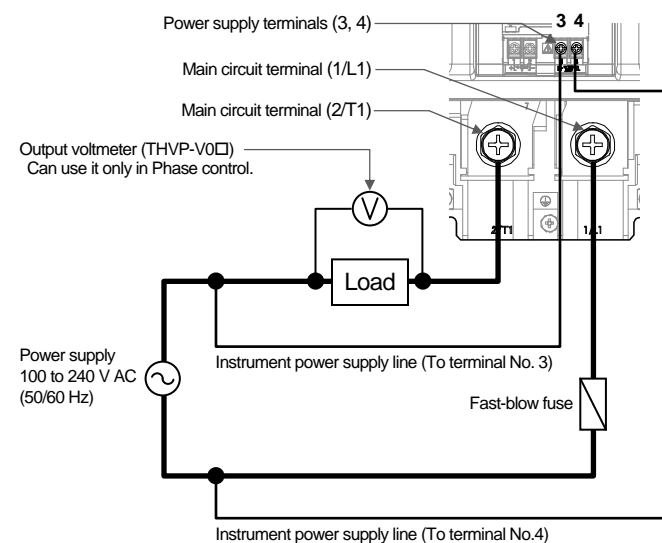 Power supply terminals (3, 4)
3 4
Main circuit terminal (1/L1)
Main circuit terminal (2/T1)
Output voltmeter (THVP-V0□)
Can use it only in Phase control.
V
2/T1
1/L1
Load
Power supply
100 to 240 V AC
(50/60 Hz)
Instrument power supply line (To terminal No. 3)
Fast-blow fuse
Instrument power supply line (To terminal No.4)